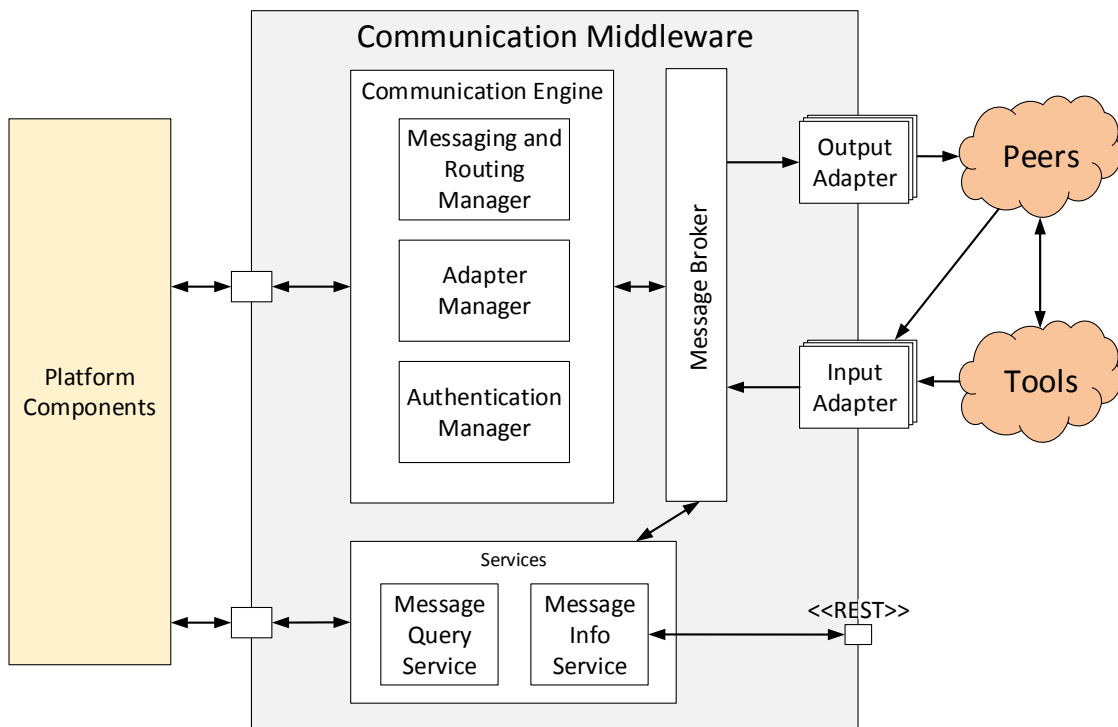 Communication Middleware
Communication Engine
Messaging and
Routing
Manager
Adapter
Manager
Authentication
Manager
Message Broker
Output
Adapter
Peers
Input
Adapter
Tools
Platform
Components
Services
Message
Query
Service
Message
Info
Service
<<REST>>